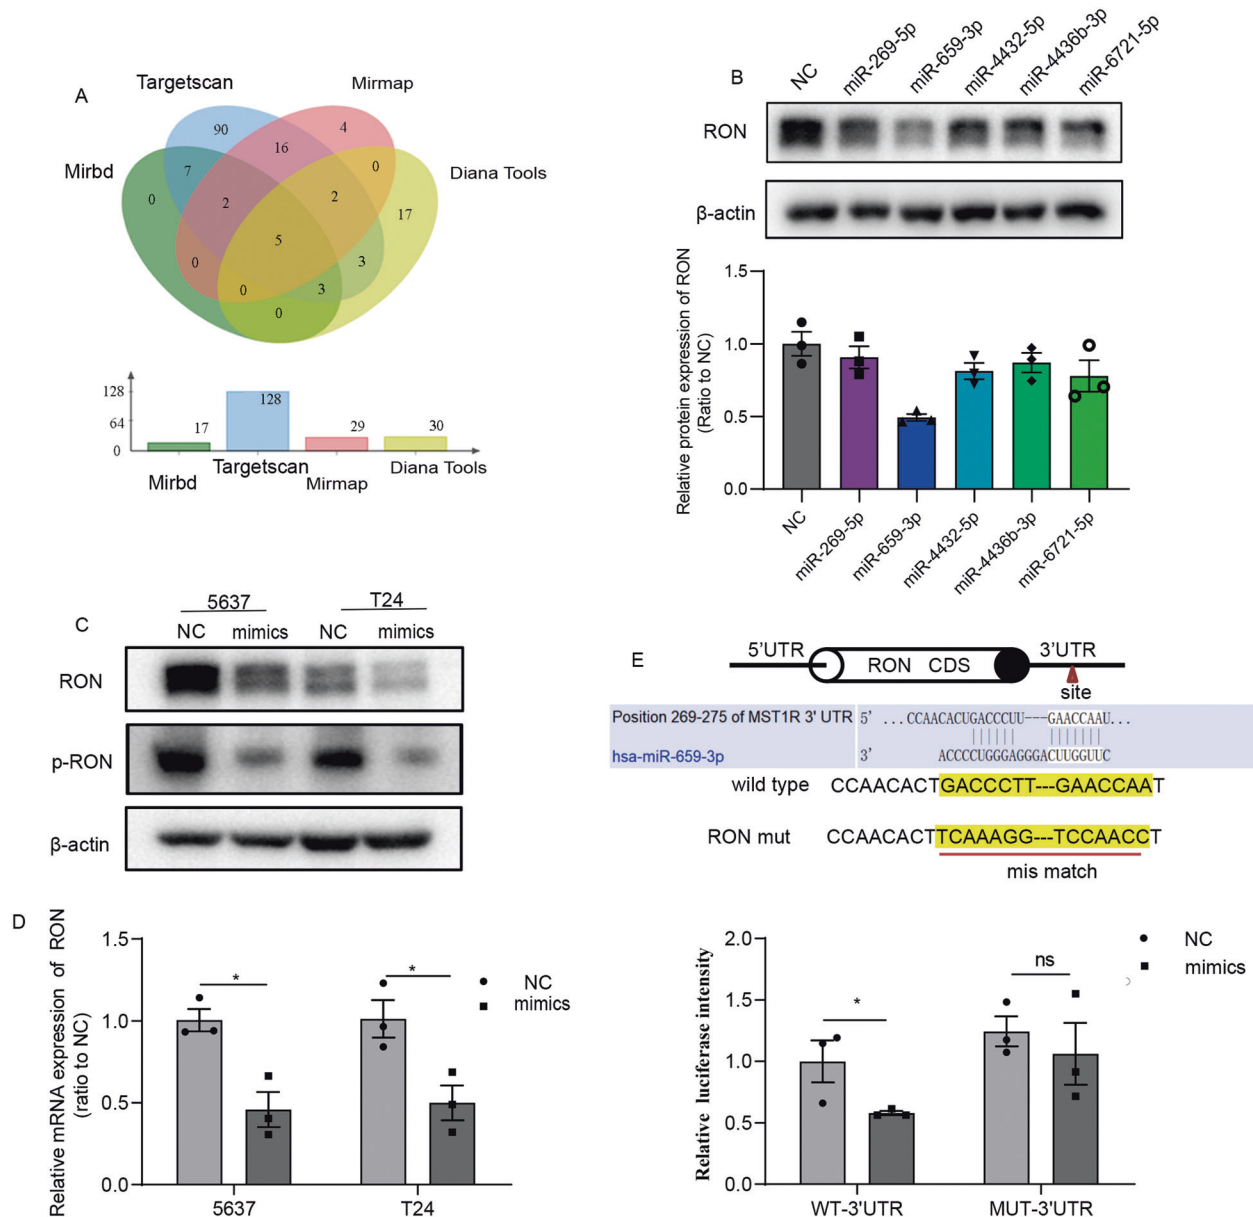 A
Targetscan
Mirmap
Mirbd
Diana Tools
90
4
16
7
0
0
2
2
17
5
0
3
0
3
0
128
64
0
17
128
29
30
Mirbd
Targetscan
Mirmap
Diana Tools
B
NC
miR-269-5p
miR-659-3p
miR-4432-5p
miR-4436b-3p
miR-6721-5p
RON
β-actin
Relative protein expression of RON
(Ratio to NC)
1.5
1.0
0.5
0.0
NC
miR-269-5p
miR-659-3p
miR-4432-5p
miR-4436b-3p
miR-6721-5p
C
5637
T24
NC
mimics
NC
mimics
RON
p-RON
β-actin
D
Relative mRNA expression of RON
(ratio to NC)
1.5
1.0
0.5
0.0
*
*
NC
mimics
5637
T24
E
5'UTR
RON CDS
3'UTR
site
Position 269-275 of MST1R 3' UTR 5' ...CCAACACUGACCCUU---GAACCAAU...
hsa-miR-659-3p 3' ACCCCUGGGAGGGACUUGGUUC
wild type CCAACACTGACCCTT---GAACCAAT
RON mut CCAACACTTCAAAGG---TCCAACCT
mis match
Relative luciferase intensity
2.0
1.5
1.0
0.5
0.0
*
ns
NC
mimics
WT-3'UTR
MUT-3'UTR